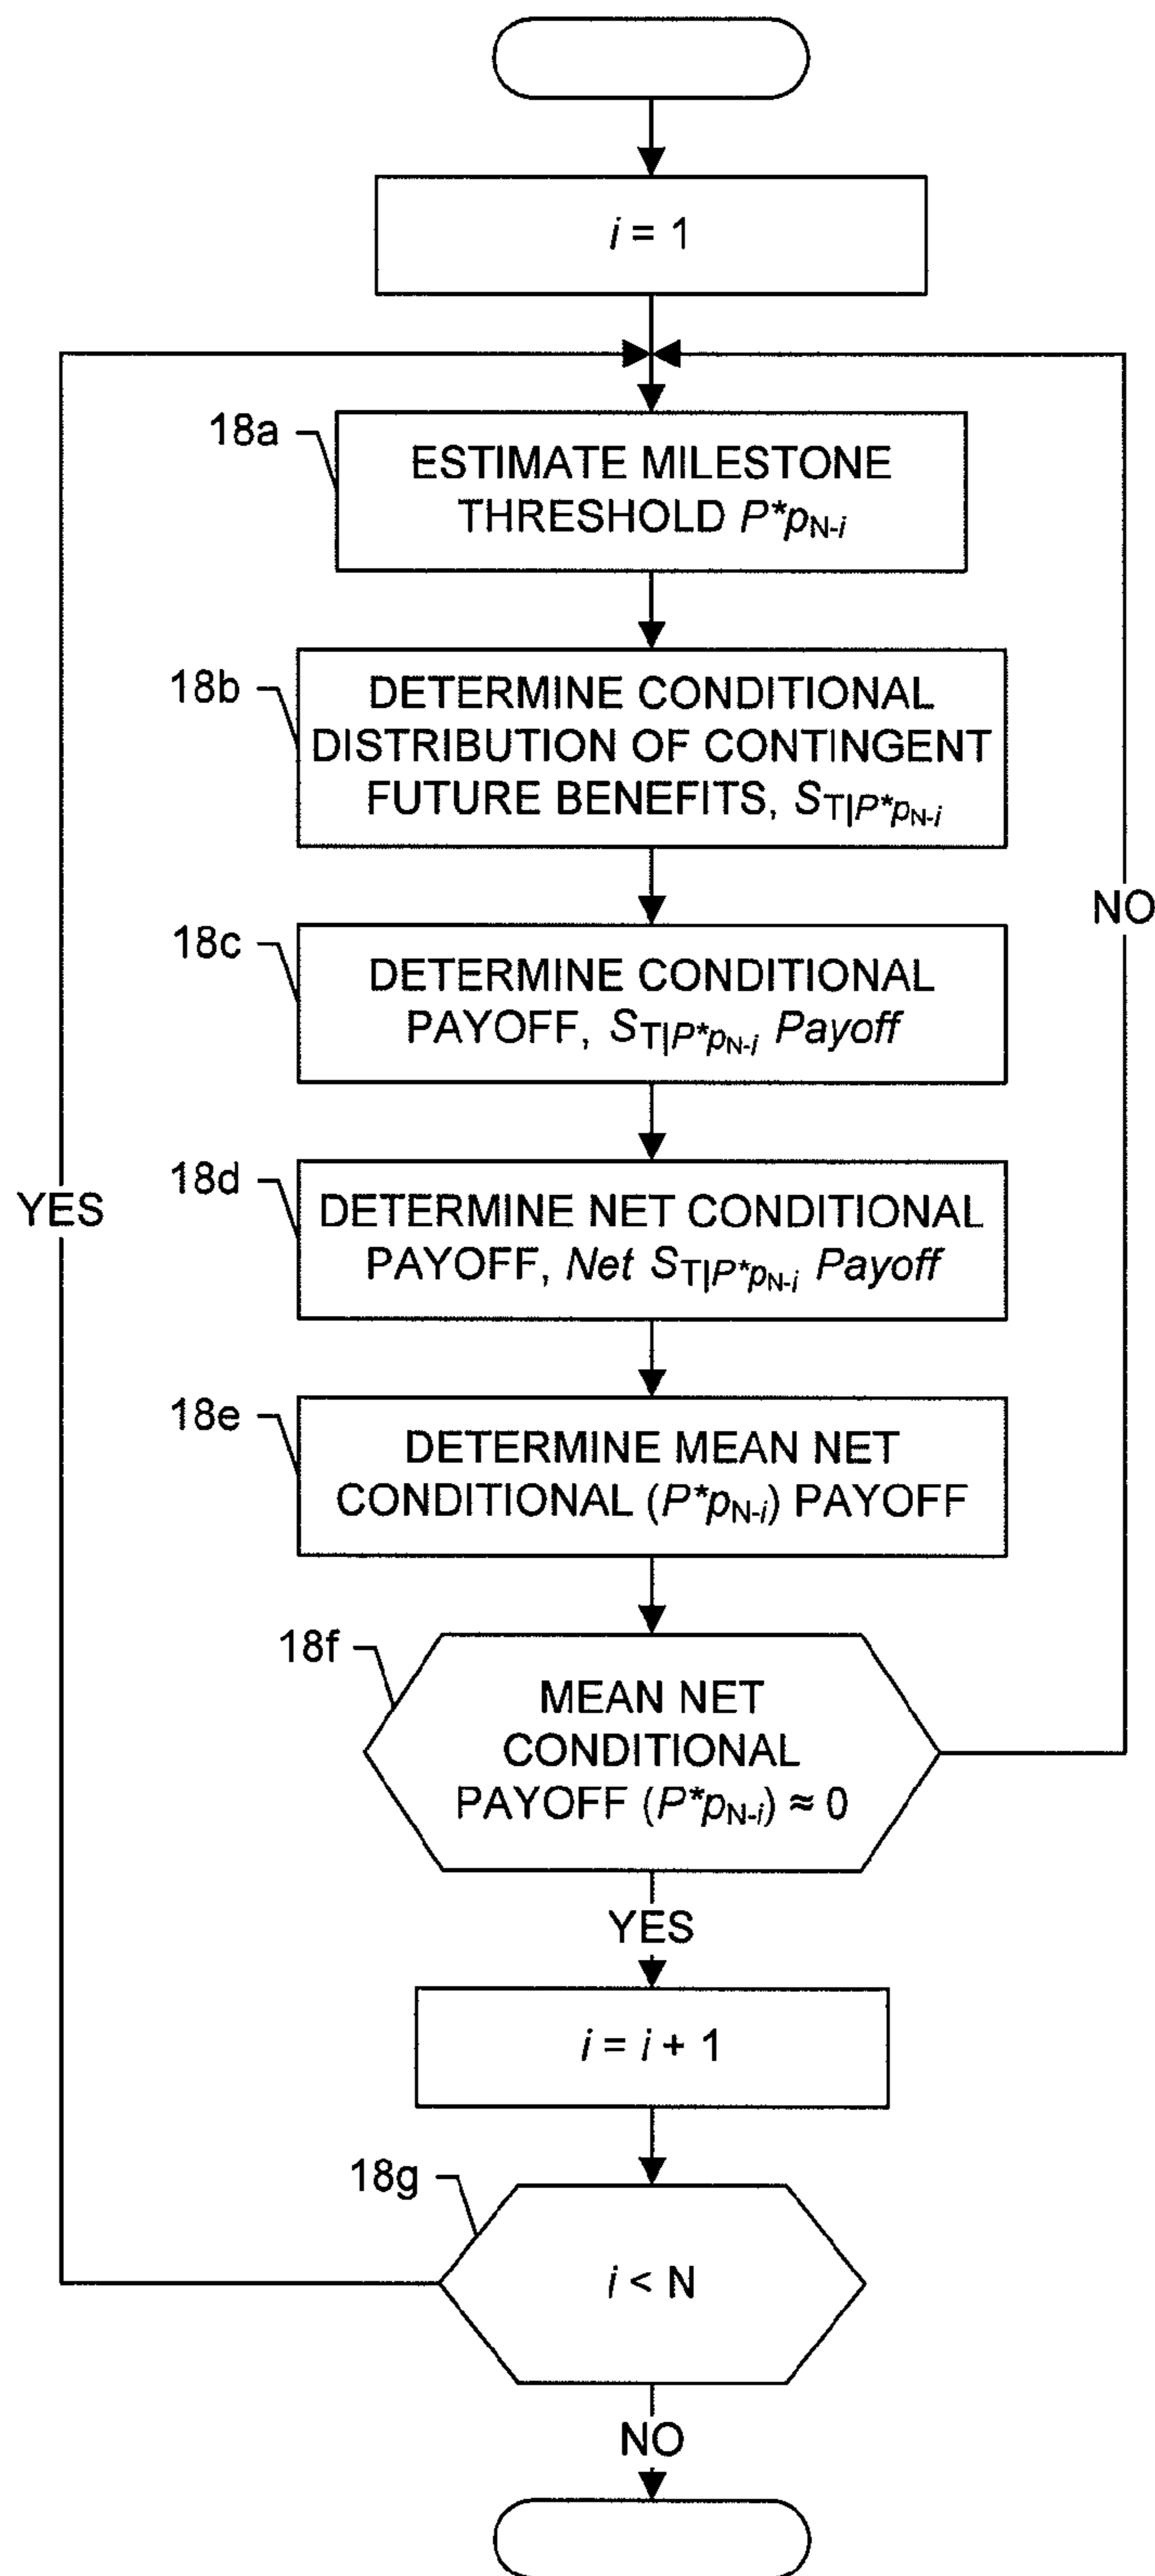 i = 1
18a
ESTIMATE MILESTONE
THRESHOLD P*pN-i
18b
DETERMINE CONDITIONAL
DISTRIBUTION OF CONTINGENT
FUTURE BENEFITS, ST|P*pN-i
NO
18c
DETERMINE CONDITIONAL
PAYOFF, ST|P*pN-i Payoff
18d
YES
DETERMINE NET CONDITIONAL
PAYOFF, Net ST|P*pN-i Payoff
18e
DETERMINE MEAN NET
CONDITIONAL (P*pN-i) PAYOFF
18f
MEAN NET
CONDITIONAL
PAYOFF (P*pN-i) ≈ 0
YES
i = i + 1
18g
i < N
NO